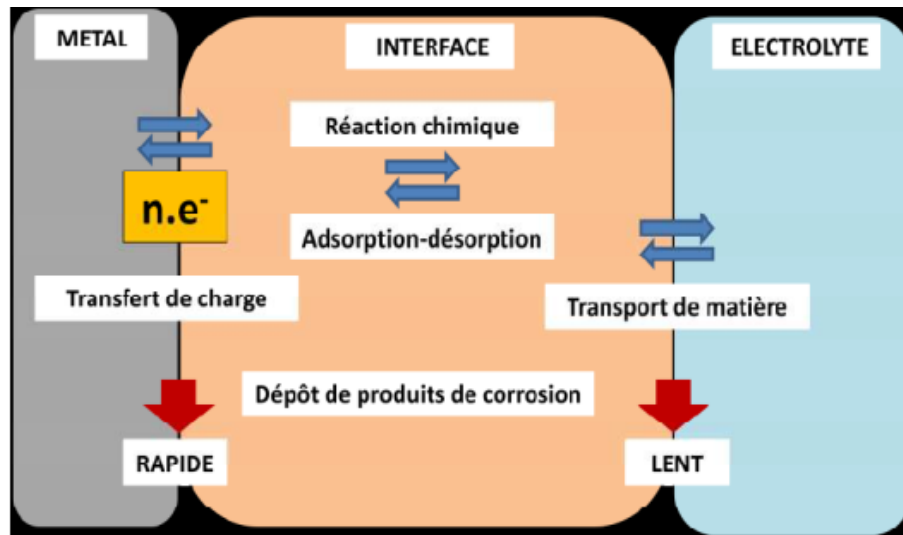 METAL
INTERFACE
ELECTROLYTE
Réaction chimique
n.e-
Adsorption-désorption
Transfert de charge
Transport de matière
Dépôt de produits de corrosion
RAPIDE
LENT